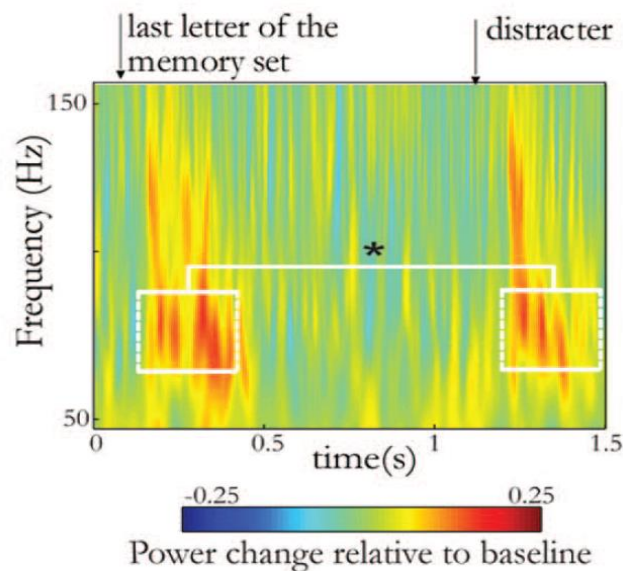 last letter of the
memory set
distracter
150
Frequency (Hz)
*
50
0
0.5
1
1.5
time(s)
-0.25
0.25
Power change relative to baseline